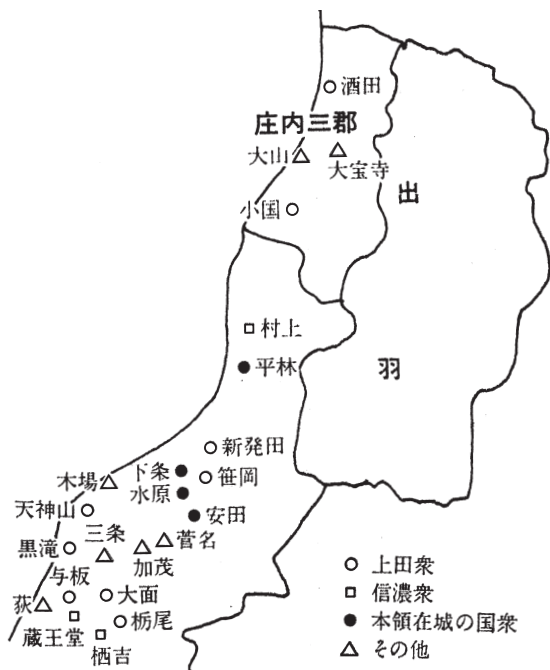 酒田
庄内三郡
大山
大宝寺
出
小国
村上
平林
羽
新発田
下条
笹岡
木場
水原
天神山
安田
三条
菅名
黒滝
加茂
上田衆
与板
大面
信濃衆
荻
栃尾
本領在城の国衆
蔵王堂
栖吉
その他